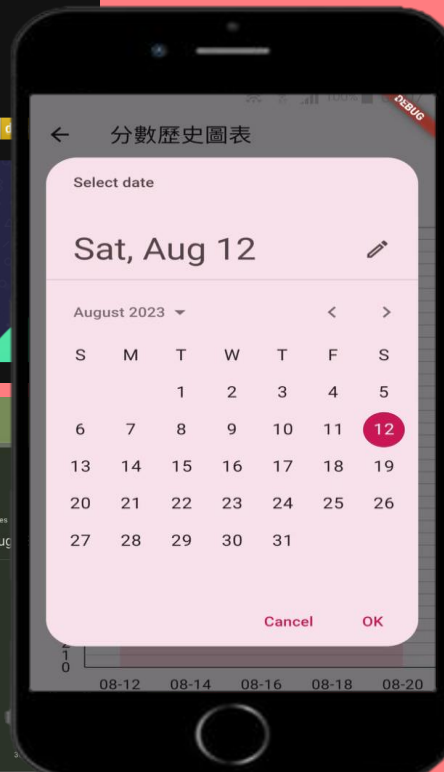 100%
DEBUG
分數歷史圖表
Select date
Sat, Aug 12
August 2023
S M T W T F S
1 2 3 4 5
6 7 8 9 10 11 12
13 14 15 16 17 18 19
20 21 22 23 24 25 26
27 28 29 30 31
Cancel OK
1
0
08-12 08-14 08-16 08-18 08-20